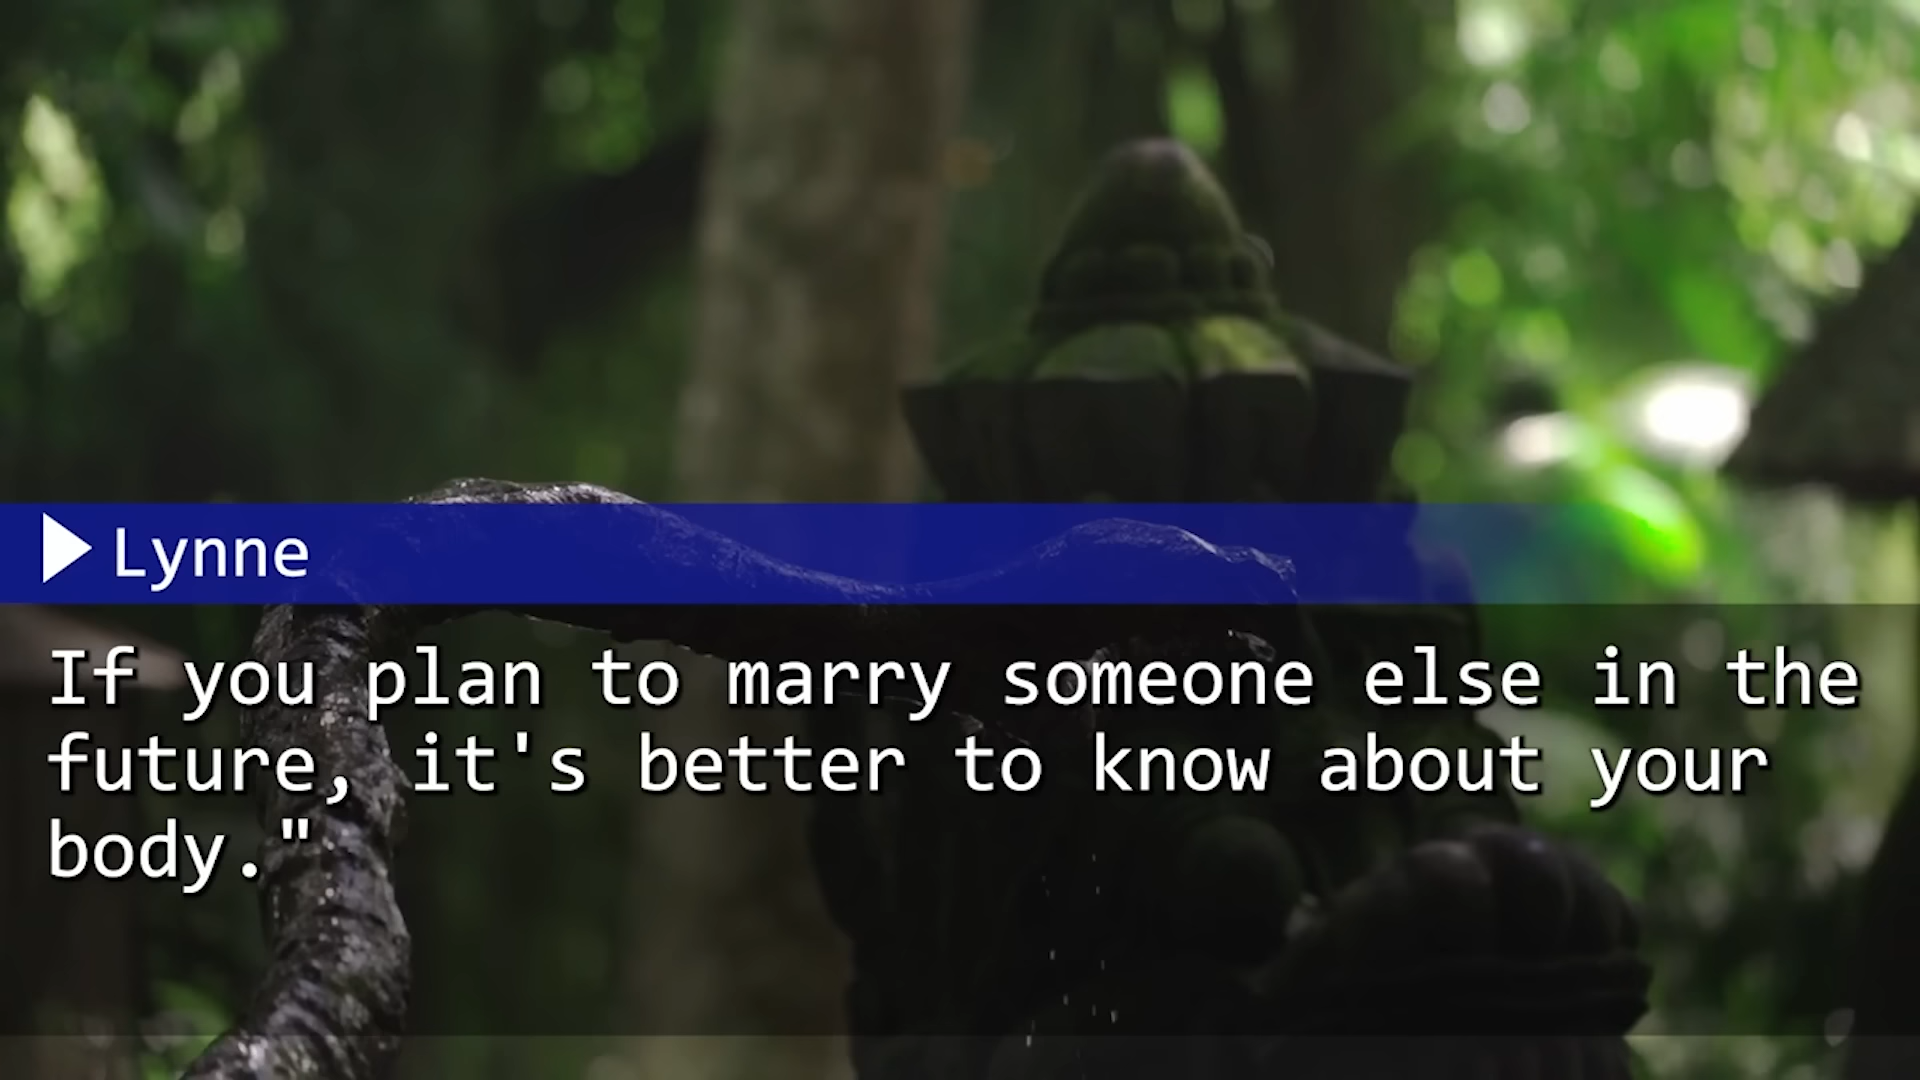 Lynne
If you plan to marry someone else in the
future, it's better to know about your
body."